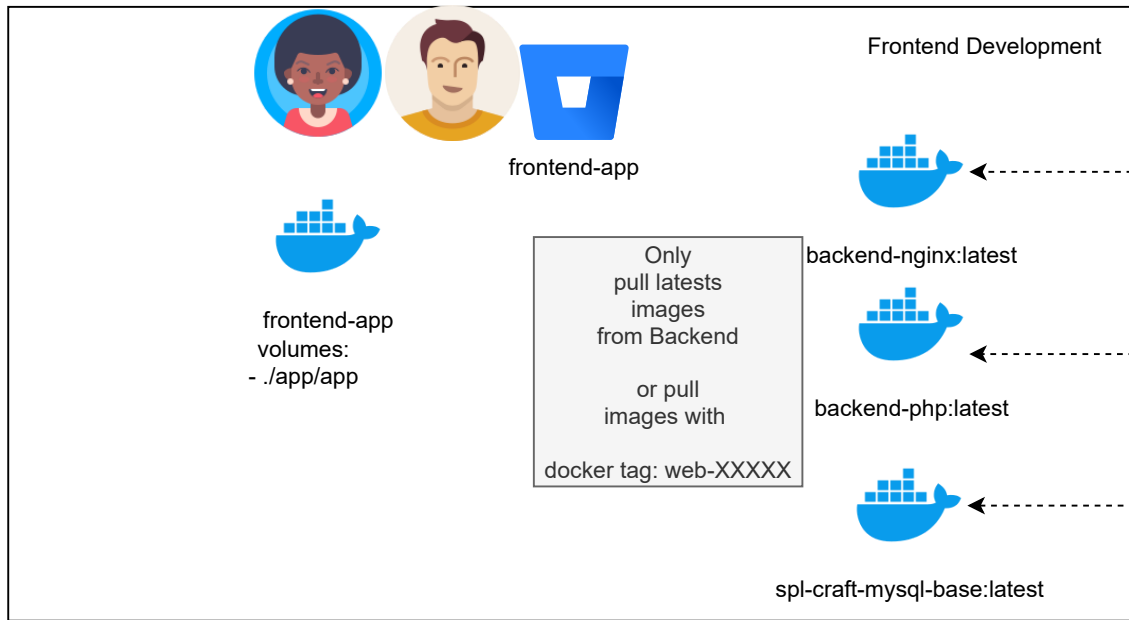 Frontend Development
frontend-app
frontend-app
volumes:
- ./app/app
Only
pull latests
images
from Backend
or pull
images with
docker tag: web-XXXXX
backend-nginx:latest
backend-php:latest
spl-craft-mysql-base:latest